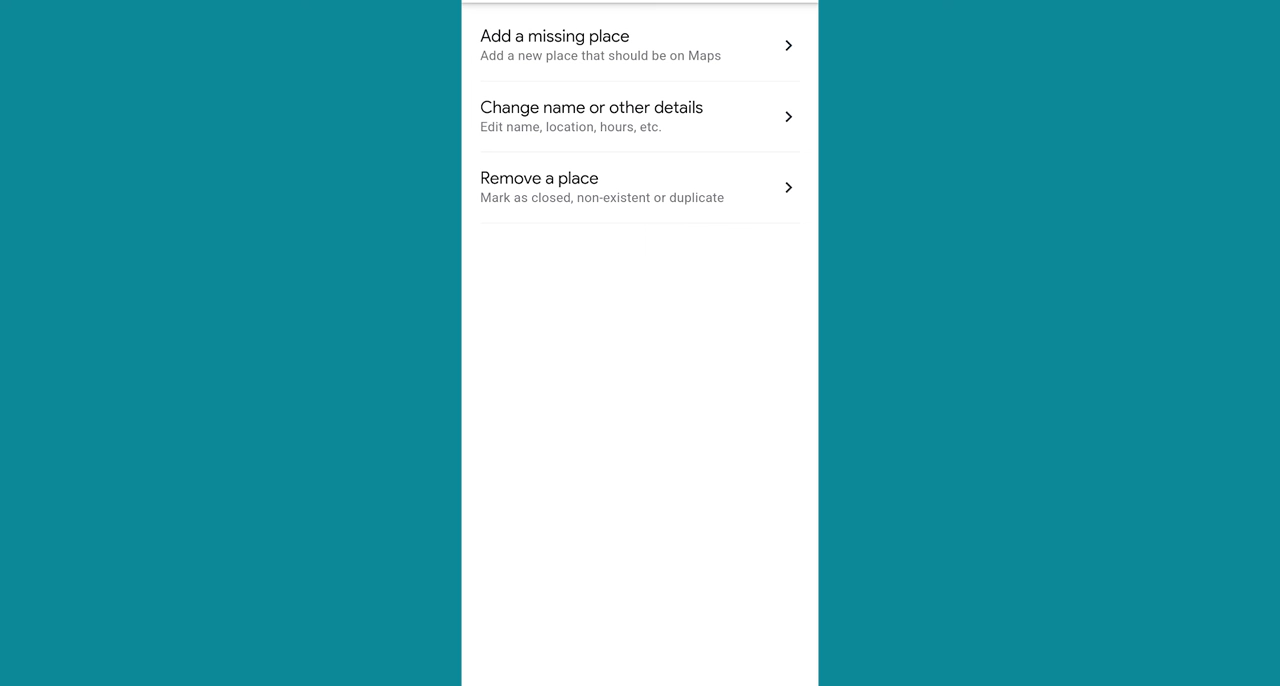 Add a missing place
Add a new place that should be on Maps
Change name or other details
Edit name, location, hours, etc.
Remove a place
Mark as closed, non-existent or duplicate